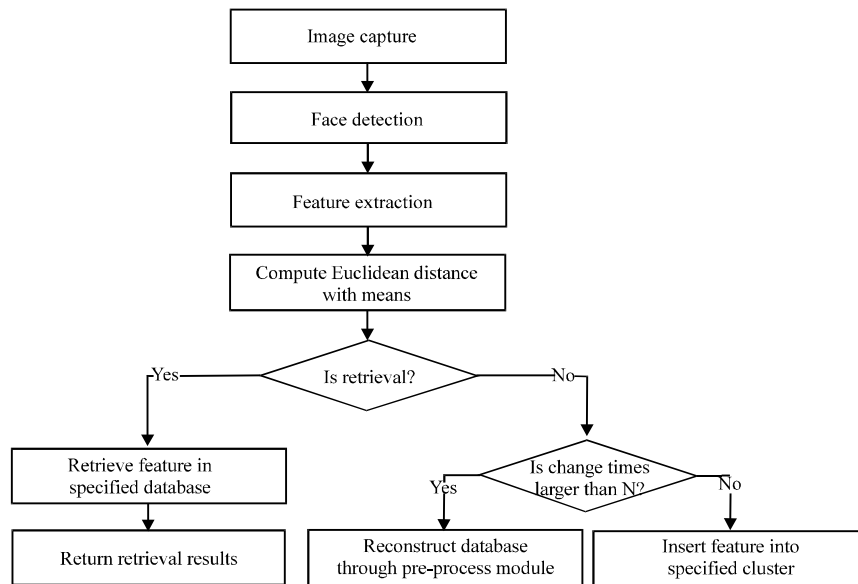 Image capture
Face detection
Feature extraction
Compute Euclidean distance
with means
Is retrieval?
Yes
No
Retrieve feature in
specified database
Return retrieval results
Is change times
larger than N?
Yes
No
Reconstruct database
through pre-process module
Insert feature into
specified cluster